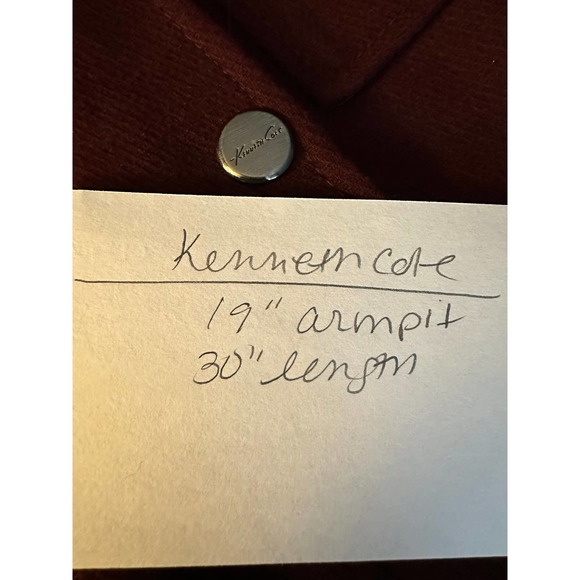 Kenneth Cole
Kenneth Cole
19" armpit
30" length